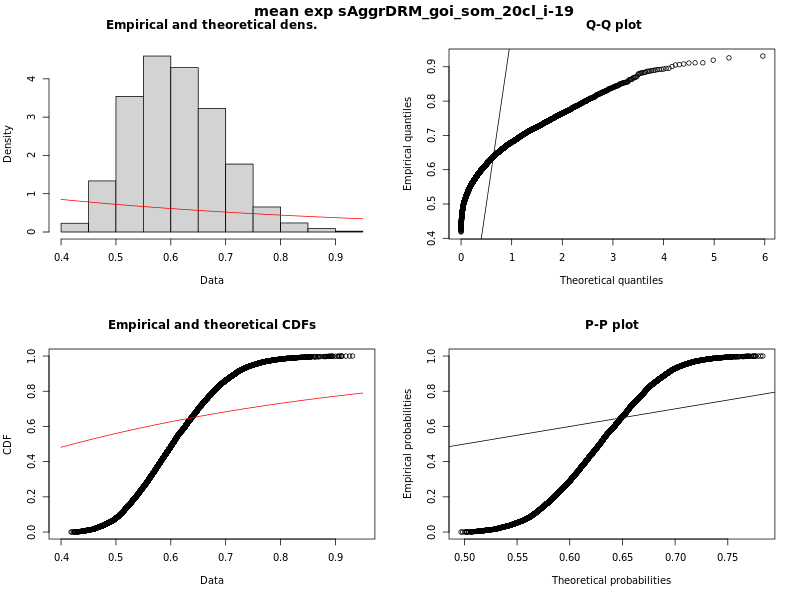 mean exp sAggrDRM_goi_som_20cl_i-19
Empirical and theoretical dens.
Density
0 1 2 3 4
0.4 0.5 0.6 0.7 0.8 0.9
Data
Q-Q plot
Empirical quantiles
0.4 0.5 0.6 0.7 0.8 0.9
0 1 2 3 4 5 6
Theoretical quantiles
Empirical and theoretical CDFs
CDF
0.0 0.2 0.4 0.6 0.8 1.0
0.4 0.5 0.6 0.7 0.8 0.9
Data
P-P plot
Empirical probabilities
0.0 0.2 0.4 0.6 0.8 1.0
0.50 0.55 0.60 0.65 0.70 0.75
Theoretical probabilities